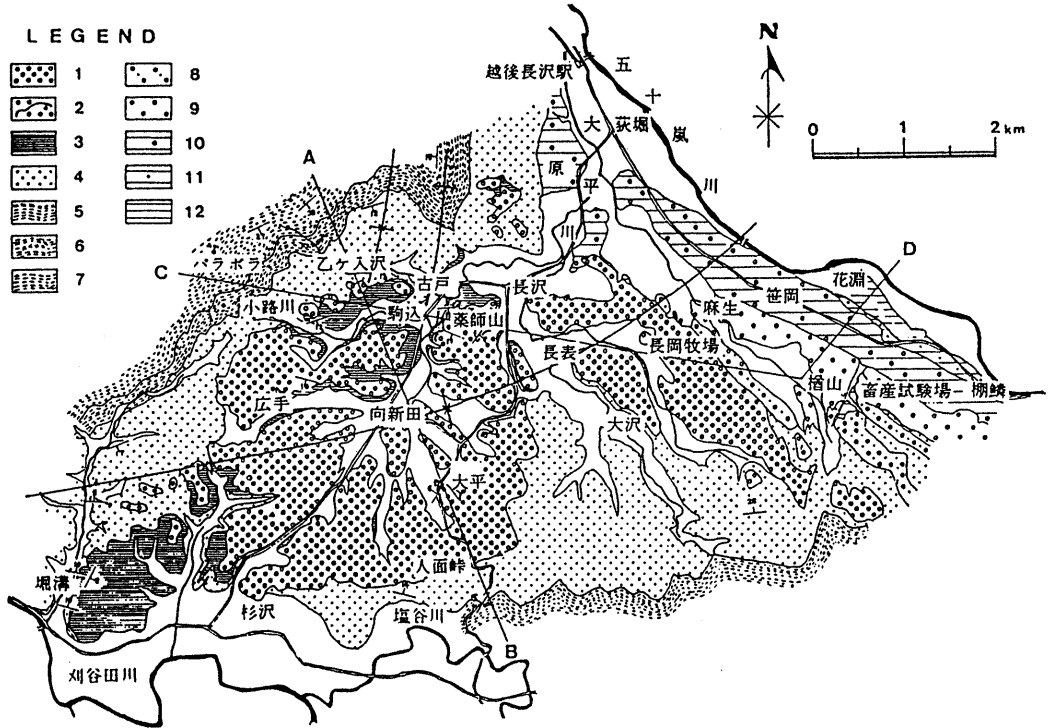 LEGEND
1
2
3
4
5
6
7
8
9
10
11
12
N
0 1 2 km
越後長沢駅
五
十
嵐
川
大
平
川
荻堀
原
A
C
D
B
パラボラ
乙ケ入沢
古戸
長沢
小路川
駒込
薬師山
麻生
笹岡
花淵
長表
長岡牧場
楢山
畜産試験場
棚鱗
広手
向新田
大沢
大平
人面峠
堀溝
杉沢
塩谷川
刈谷田川